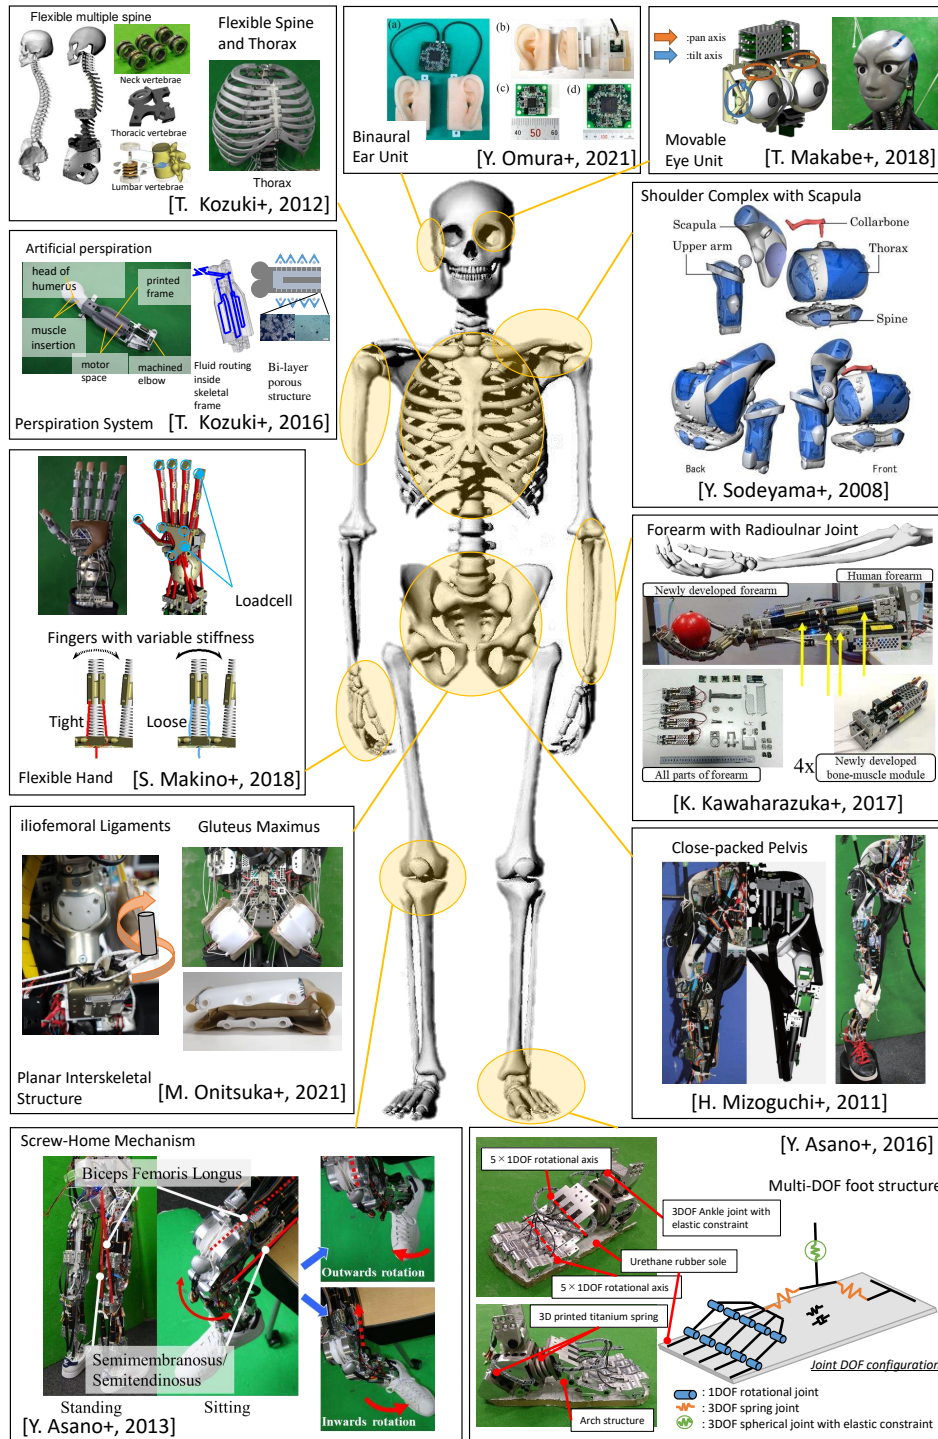 Flexible multiple spine
Neck vertebrae
Thoracic vertebrae
Lumbar vertebrae
Flexible Spine
and Thorax
Thorax
[T. Kozuki+, 2012]
(a)
(b)
(c)
(d)
40 50 60
Binaural
Ear Unit
[Y. Omura+, 2021]
:pan axis
:tilt axis
Movable
Eye Unit
[T. Makabe+, 2018]
Artificial perspiration
head of
humerus
printed
frame
muscle
insertion
motor
space
machined
elbow
Fluid routing
inside
skeletal
frame
Bi-layer
porous
structure
Perspiration System
[T. Kozuki+, 2016]
Shoulder Complex with Scapula
Scapula
Collarbone
Upper arm
Thorax
Spine
Back
Front
[Y. Sodeyama+, 2008]
Loadcell
Fingers with variable stiffness
Tight
Loose
Flexible Hand
[S. Makino+, 2018]
Forearm with Radioulnar Joint
Human forearm
Newly developed forearm
All parts of forearm
4x
Newly developed
bone-muscle module
[K. Kawaharazuka+, 2017]
iliofemoral Ligaments
Gluteus Maximus
Planar Interskeletal
Structure
[M. Onitsuka+, 2021]
Close-packed Pelvis
[H. Mizoguchi+, 2011]
Screw-Home Mechanism
Biceps Femoris Longus
Semimembranosus/
Semitendinosus
Standing
Sitting
Outwards rotation
Inwards rotation
[Y. Asano+, 2013]
[Y. Asano+, 2016]
5×1DOF rotational axis
Multi-DOF foot structure
3DOF Ankle joint with
elastic constraint
Urethane rubber sole
5×1DOF rotational axis
3D printed titanium spring
Arch structure
Joint DOF configuration
: 1DOF rotational joint
: 3DOF spring joint
: 3DOF spherical joint with elastic constraint